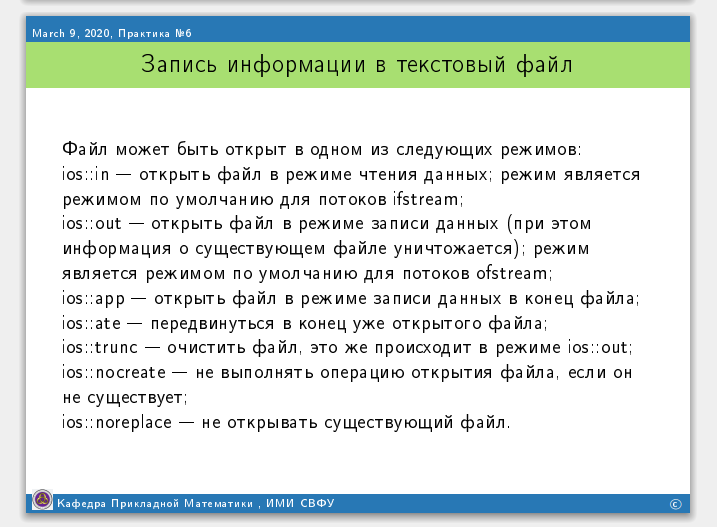 March 9, 2020, Практика №6
Запись информации в текстовый файл
Файл может быть открыт в одном из следующих режимов:
ios::in — открыть файл в режиме чтения данных; режим является
режимом по умолчанию для потоков ifstream;
ios::out — открыть файл в режиме записи данных (при этом
информация о существующем файле уничтожается); режим
является режимом по умолчанию для потоков ofstream;
ios::app — открыть файл в режиме записи данных в конец файла;
ios::ate — передвинуться в конец уже открытого файла;
ios::trunc — очистить файл, это же происходит в режиме ios::out;
ios::nocreate — не выполнять операцию открытия файла, если он
не существует;
ios::noreplace — не открывать существующий файл.
Кафедра Прикладной Математики , ИМИ СВФУ ©